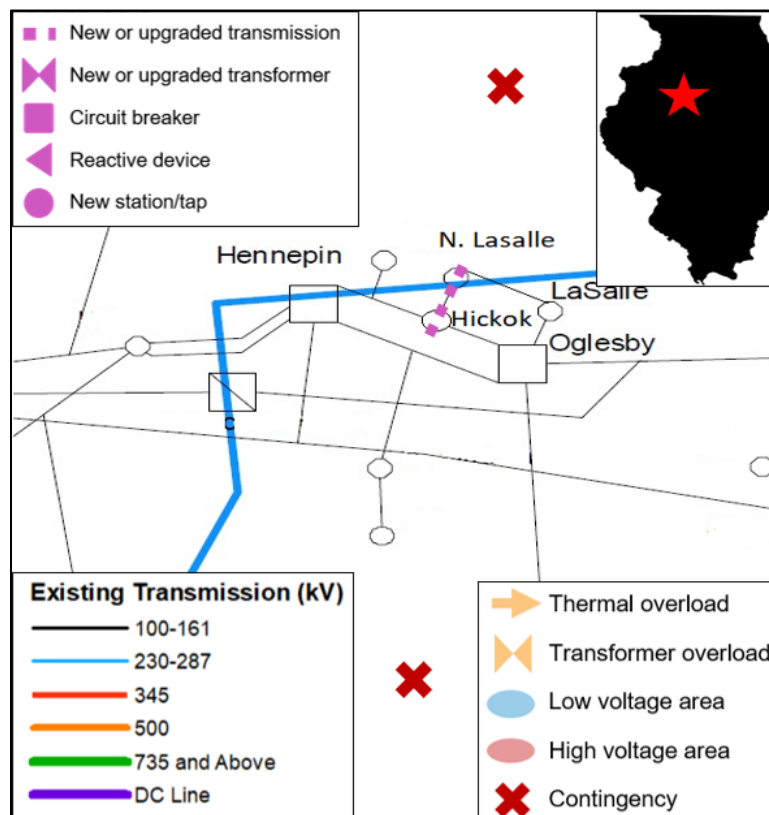 New or upgraded transmission
New or upgraded transformer
Circuit breaker
Reactive device
New station/tap
N. Lasalle
Hennepin
LaSalle
Hickok
Oglesby
Existing Transmission (kV)
100-161
230-287
345
500
735 and Above
DC Line
Thermal overload
Transformer overload
Low voltage area
High voltage area
Contingency